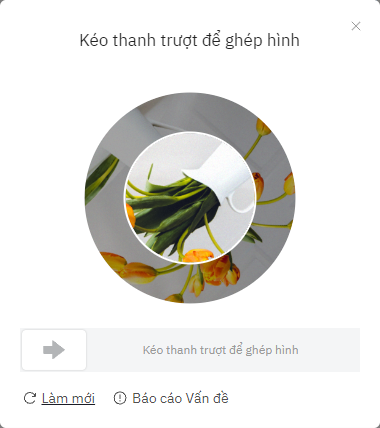 Kéo thanh trượt để ghép hình
Kéo thanh trượt để ghép hình
Làm mới
Báo cáo Vấn đề